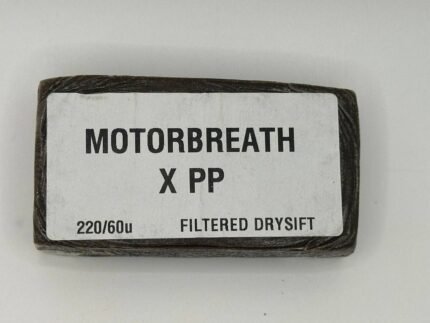 MOTORBREATH
X PP
220/60u FILTERED DRYSIFT